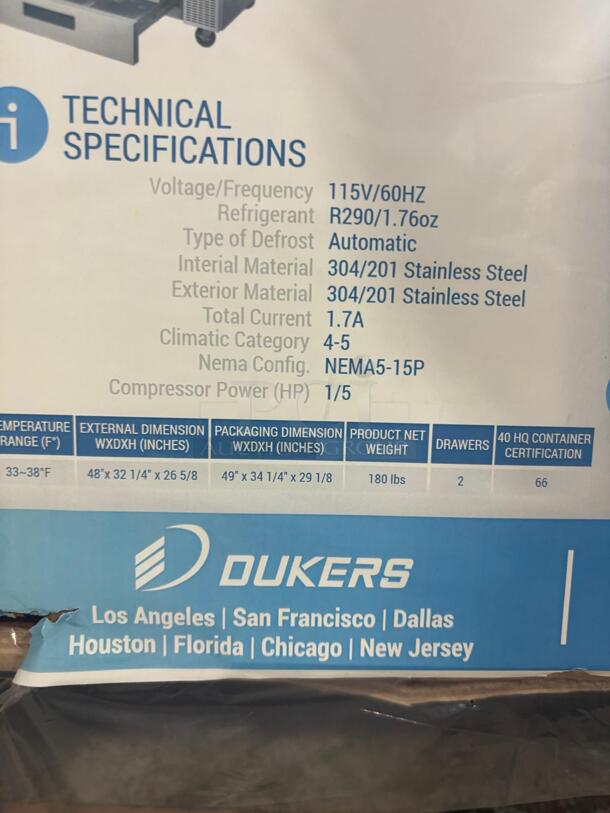 i
TECHNICAL
SPECIFICATIONS
Voltage/Frequency 115V/60HZ
Refrigerant R290/1.76oz
Type of Defrost Automatic
Interial Material 304/201 Stainless Steel
Exterior Material 304/201 Stainless Steel
Total Current 1.7A
Climatic Category 4-5
Nema Config. NEMA5-15P
Compressor Power (HP) 1/5
EMPERATURE RANGE (F°) EXTERNAL DIMENSION WXDXH (INCHES) PACKAGING DIMENSION WXDXH (INCHES) PRODUCT NET WEIGHT DRAWERS 40 HQ CONTAINER CERTIFICATION
33~38°F 48"x 32 1/4" x 26 5/8 49" x 34 1/4" x 29 1/8 180 lbs 2 66
DUKERS
Los Angeles | San Francisco | Dallas
Houston | Florida | Chicago | New Jersey